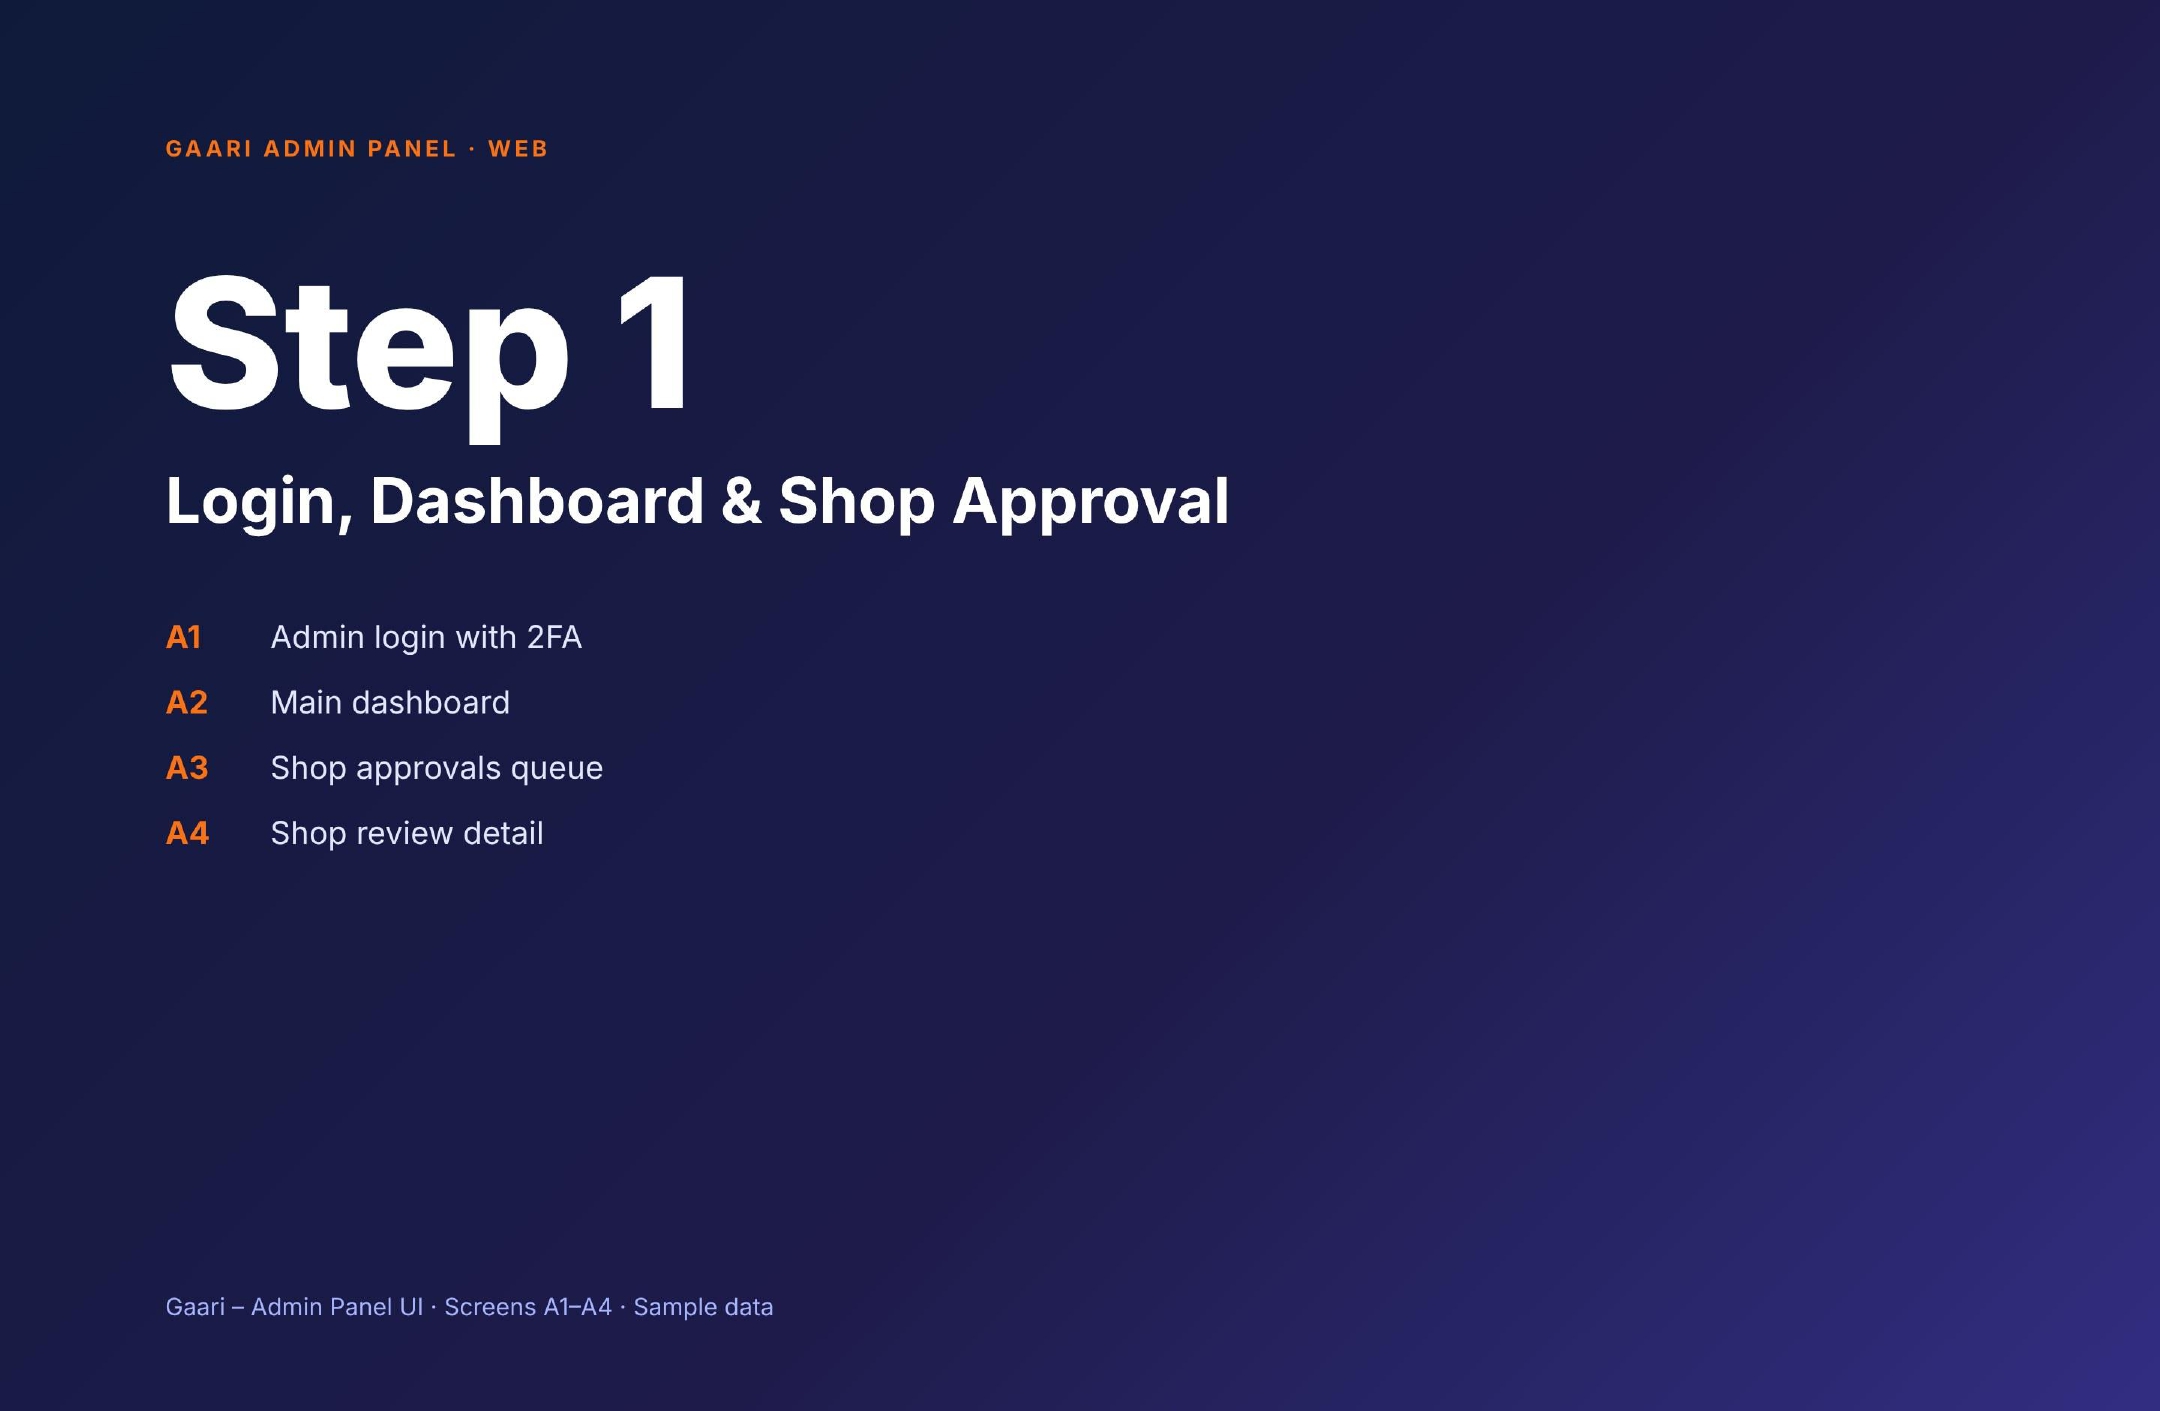 GAARI ADMIN PANEL · WEB
Step 1
Login, Dashboard & Shop Approval
A1 Admin login with 2FA
A2 Main dashboard
A3 Shop approvals queue
A4 Shop review detail
Gaari – Admin Panel UI · Screens A1–A4 · Sample data